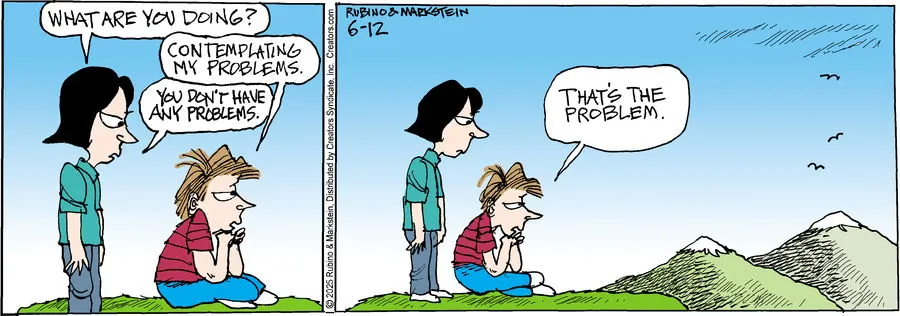 WHAT ARE YOU DOING?
CONTEMPLATING
MY PROBLEMS.
YOU DON'T HAVE
ANY PROBLEMS.
© 2025 Rubino & Markstein, Distributed by Creators Syndicate, Inc. Creators.com
RUBINO & MARKSTEIN
6-12
THAT'S THE
PROBLEM.